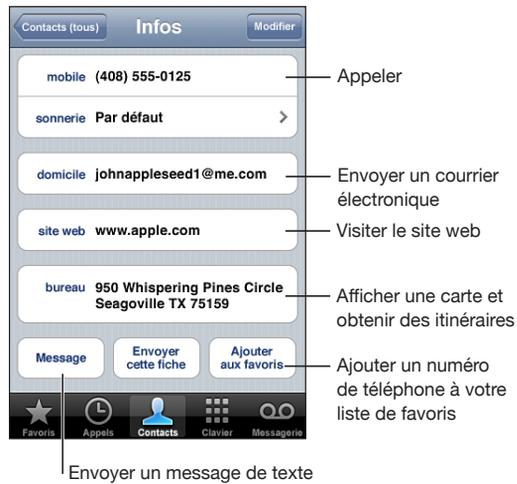 Contacts (tous) Infos Modifier
mobile (408) 555-0125
Appeler
sonnerie Par défaut
domicile johnappleseed1@me.com
Envoyer un courrier
électronique
site web www.apple.com
Visiter le site web
bureau 950 Whispering Pines Circle
Seagoville TX 75159
Afficher une carte et
obtenir des itinéraires
Message
Envoyer
cette fiche
Ajouter
aux favoris
Ajouter un numéro
de téléphone à votre
liste de favoris
Favoris Appels Contacts Clavier Messagerie
Envoyer un message de texte